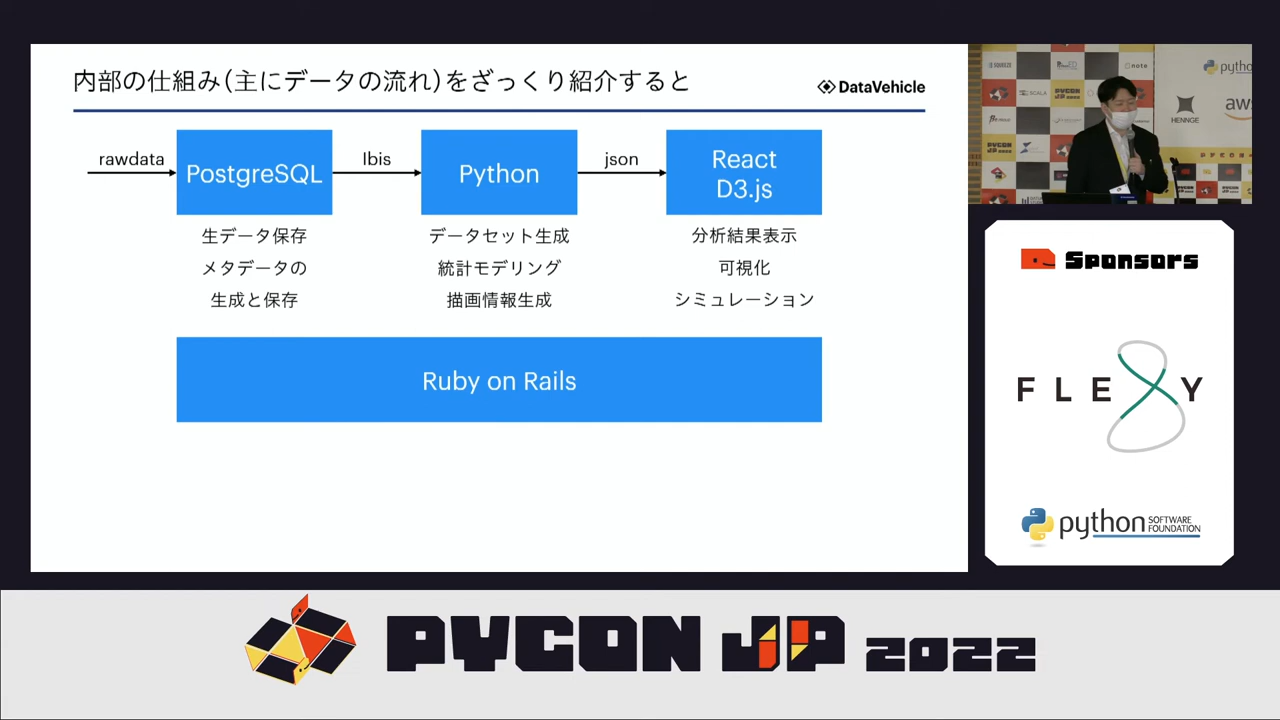 内部の仕組み(主にデータの流れ)をざっくり紹介すると
DataVehicle
rawdata
PostgreSQL
Ibis
Python
json
React
D3.js
生データ保存
メタデータの
生成と保存
データセット生成
統計モデリング
描画情報生成
分析結果表示
可視化
シミュレーション
Ruby on Rails
note
SCALA
python
HENNGE
aws
Sponsors
FLEXY
python
SOFTWARE
FOUNDATION
PYCON JP 2022